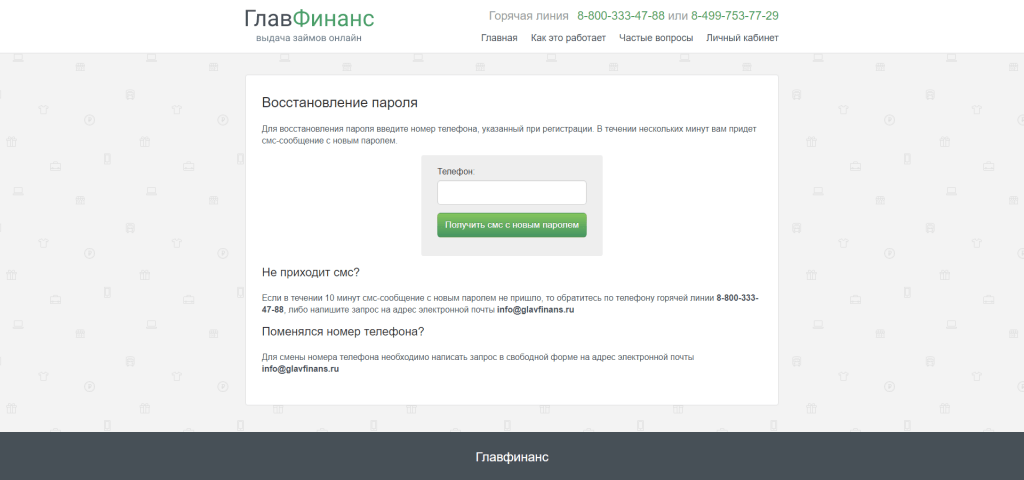 ГлавФинанс
выдача займов онлайн
Горячая линия 8-800-333-47-88 или 8-499-753-77-29
Главная Как это работает Частые вопросы Личный кабинет
Восстановление пароля
Для восстановления пароля введите номер телефона, указанный при регистрации. В течении нескольких минут вам придет
смс-сообщение с новым паролем.
Телефон:
Получить смс с новым паролем
Не приходит смс?
Если в течении 10 минут смс-сообщение с новым паролем не пришло, то обратитесь по телефону горячей линии 8-800-333-
47-88, либо напишите запрос на адрес электронной почты info@glavfinans.ru
Поменялся номер телефона?
Для смены номера телефона необходимо написать запрос в свободной форме на адрес электронной почты
info@glavfinans.ru
Главфинанс